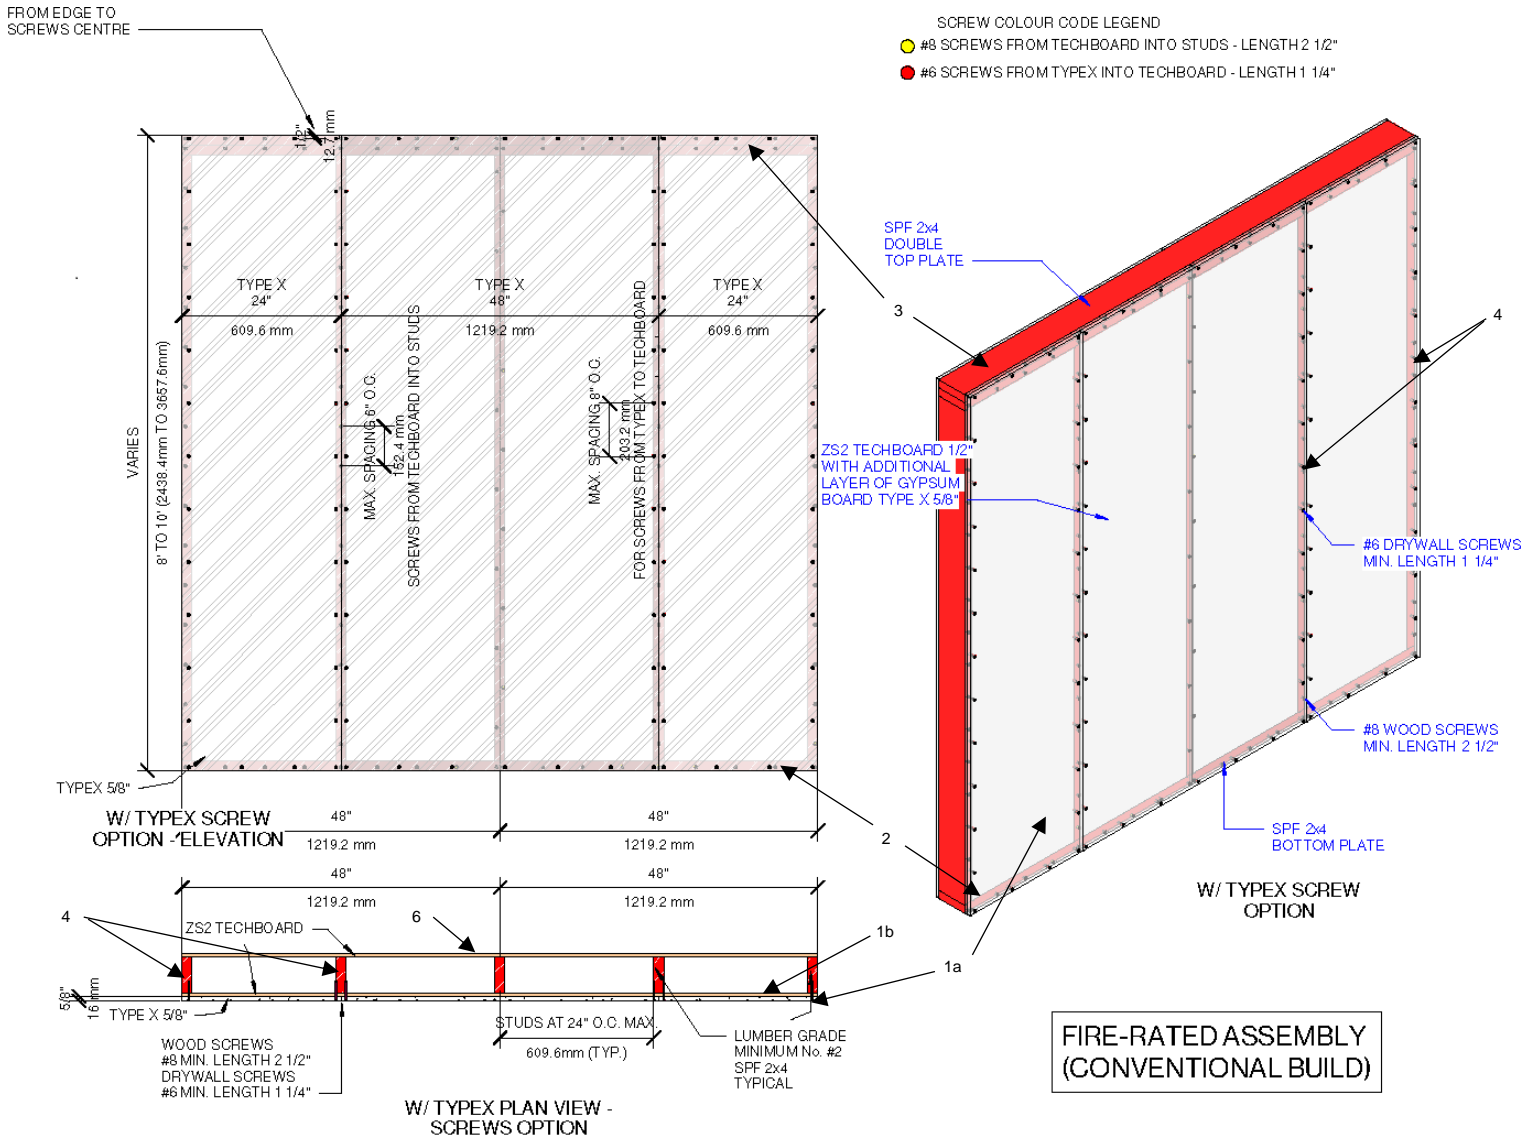 FROM EDGE TO
SCREWS CENTRE
SCREW COLOUR CODE LEGEND
#8 SCREWS FROM TECHBOARD INTO STUDS - LENGTH 2 1/2"
#6 SCREWS FROM TYPEX INTO TECHBOARD - LENGTH 1 1/4"
1/2"
12.7 mm
VARIES
8' TO 10' (2438.4mm TO 3657.6mm)
TYPE X
24"
609.6 mm
TYPE X
48"
1219.2 mm
TYPE X
24"
609.6 mm
MAX. SPACING 6" O.C.
152.4 mm
SCREWS FROM TECHBOARD INTO STUDS
MAX. SPACING 8" O.C.
203.2 mm
FOR SCREWS FROM TYPEX TO TECHBOARD
TYPEX 5/8"
W/ TYPEX SCREW
OPTION - ELEVATION
48"
1219.2 mm
48"
1219.2 mm
SPF 2x4
DOUBLE
TOP PLATE
3
4
ZS2 TECHBOARD 1/2"
WITH ADDITIONAL
LAYER OF GYPSUM
BOARD TYPE X 5/8"
#6 DRYWALL SCREWS
MIN. LENGTH 1 1/4"
#8 WOOD SCREWS
MIN. LENGTH 2 1/2"
SPF 2x4
BOTTOM PLATE
2
W/ TYPEX SCREW
OPTION
48"
1219.2 mm
48"
1219.2 mm
4
ZS2 TECHBOARD
6
1b
1a
5/8"
16 mm
TYPE X 5/8"
STUDS AT 24" O.C. MAX.
609.6mm (TYP.)
WOOD SCREWS
#8 MIN. LENGTH 2 1/2"
DRYWALL SCREWS
#6 MIN. LENGTH 1 1/4"
LUMBER GRADE
MINIMUM No. #2
SPF 2x4
TYPICAL
W/ TYPEX PLAN VIEW -
SCREWS OPTION
FIRE-RATED ASSEMBLY
(CONVENTIONAL BUILD)